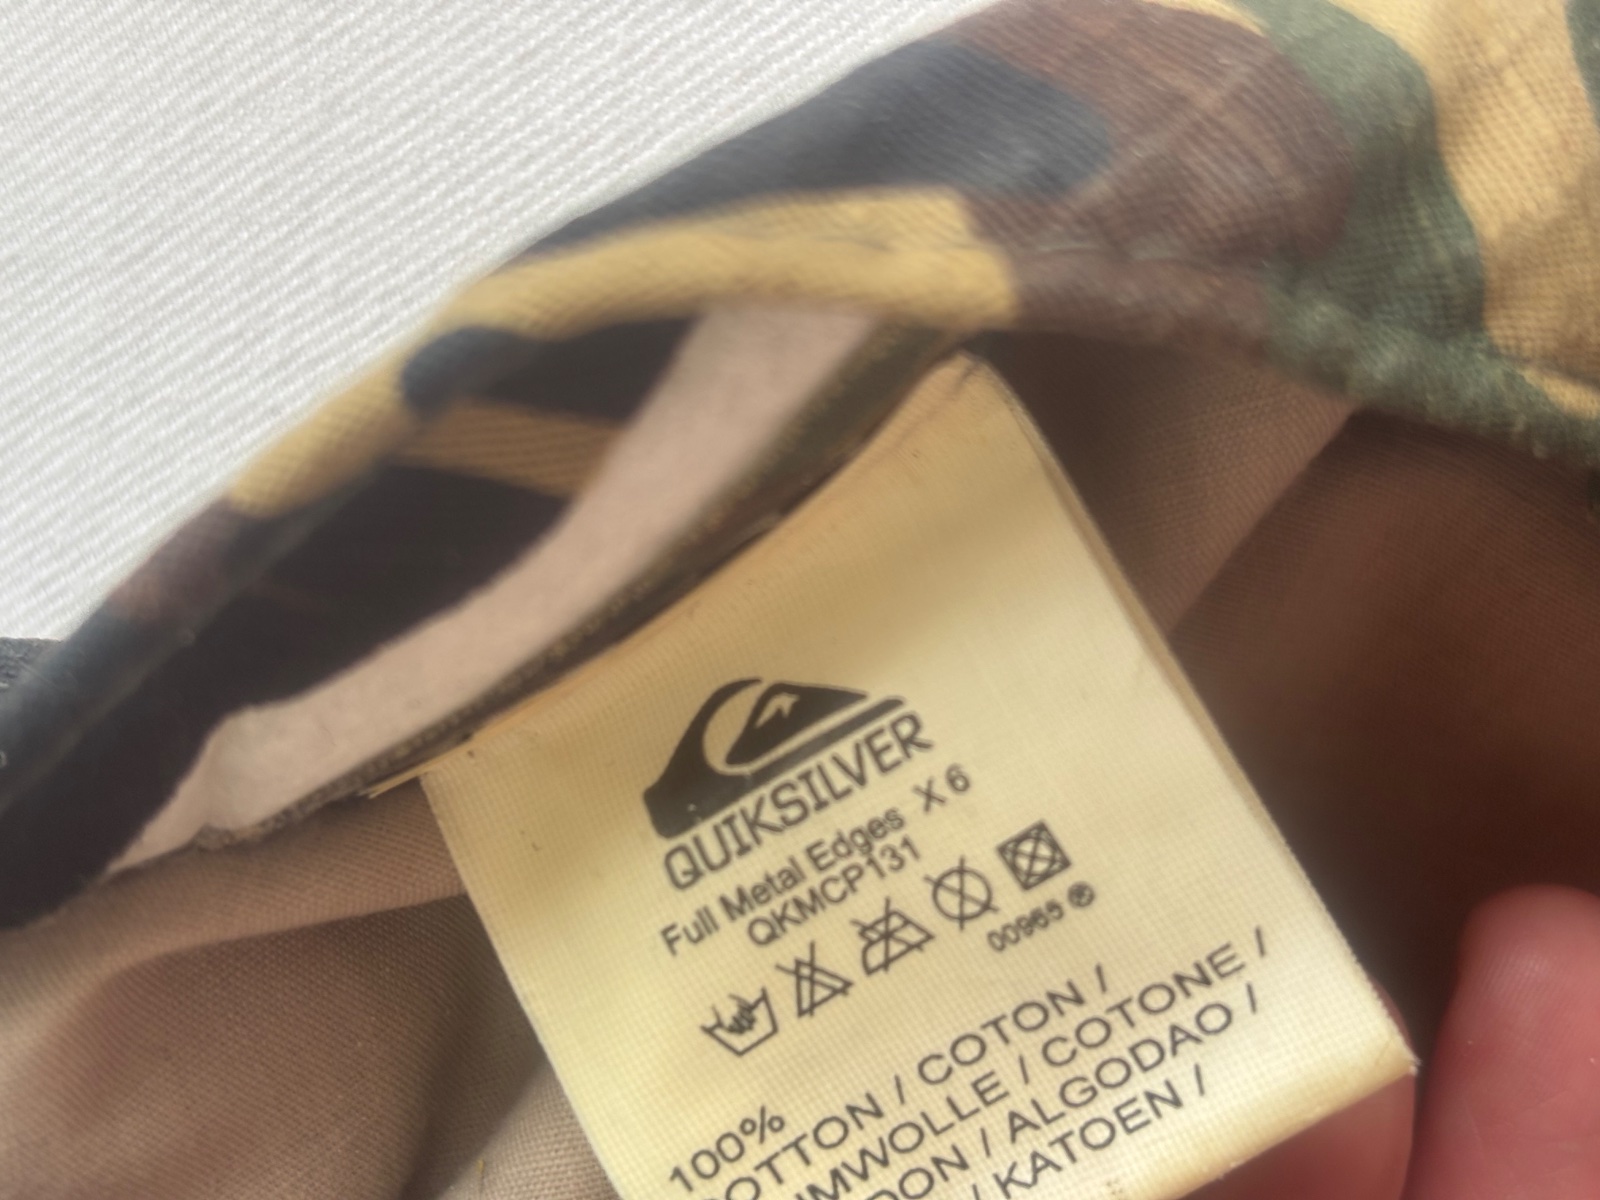 QUIKSILVER
Full Metal Edges X 6
QKMCP131
00965 ®
100%
COTTON / COTON /
/ COTONE /
/ ALGODAO /
/ KATOEN /